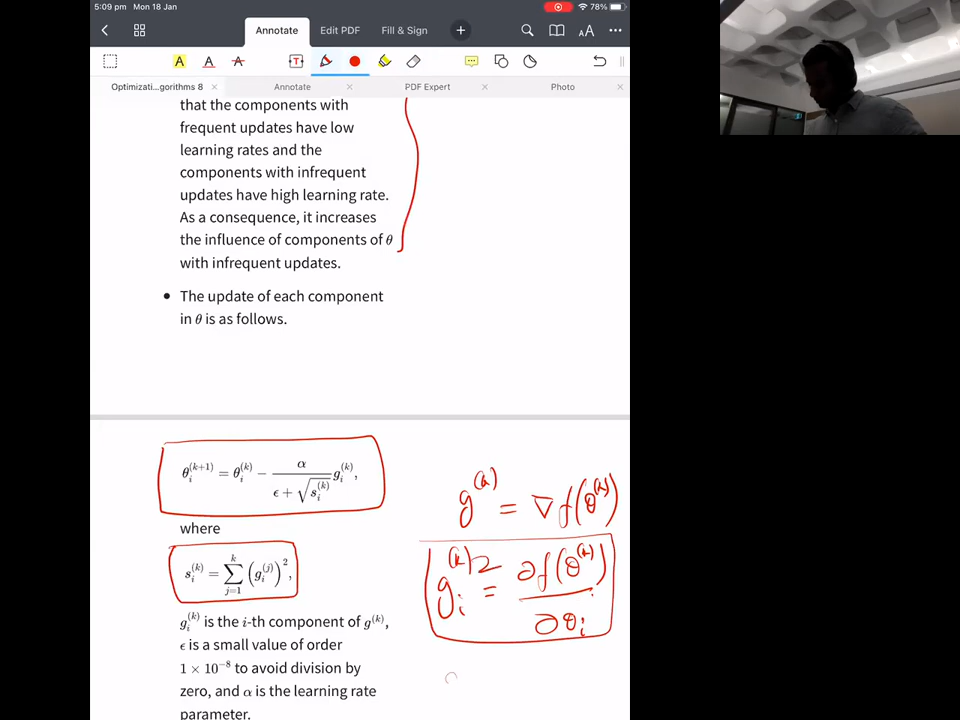 5:09 pm Mon 18 Jan
78%
Annotate Edit PDF Fill & Sign
AA
T
Optimizati...gorithms 8 × Annotate × PDF Expert × Photo ×
that the components with
frequent updates have low
learning rates and the
components with infrequent
updates have high learning rate.
As a consequence, it increases
the influence of components of θ
with infrequent updates.
• The update of each component
in θ is as follows.
θ_i^{(k+1)} = θ_i^{(k)} − \frac{α}{ϵ + \sqrt{s_i^{(k)}}} g_i^{(k)},
where
s_i^{(k)} = \sum_{j=1}^{k} (g_i^{(j)})^2,
g_i^{(k)} is the i-th component of g^{(k)},
ϵ is a small value of order
1 × 10^{−8} to avoid division by
zero, and α is the learning rate
parameter.
g^{(k)} = ∇f(θ^{(k)})
g_i^{(k)} = \frac{∂f(θ^{(k)})}{∂θ_i}